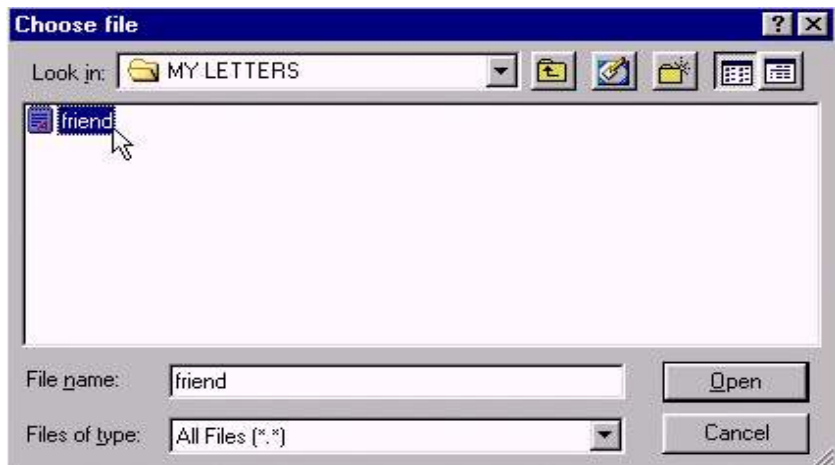 Choose file
Look in: MY LETTERS
friend
File name: friend Open
Files of type: All Files (*.*) Cancel